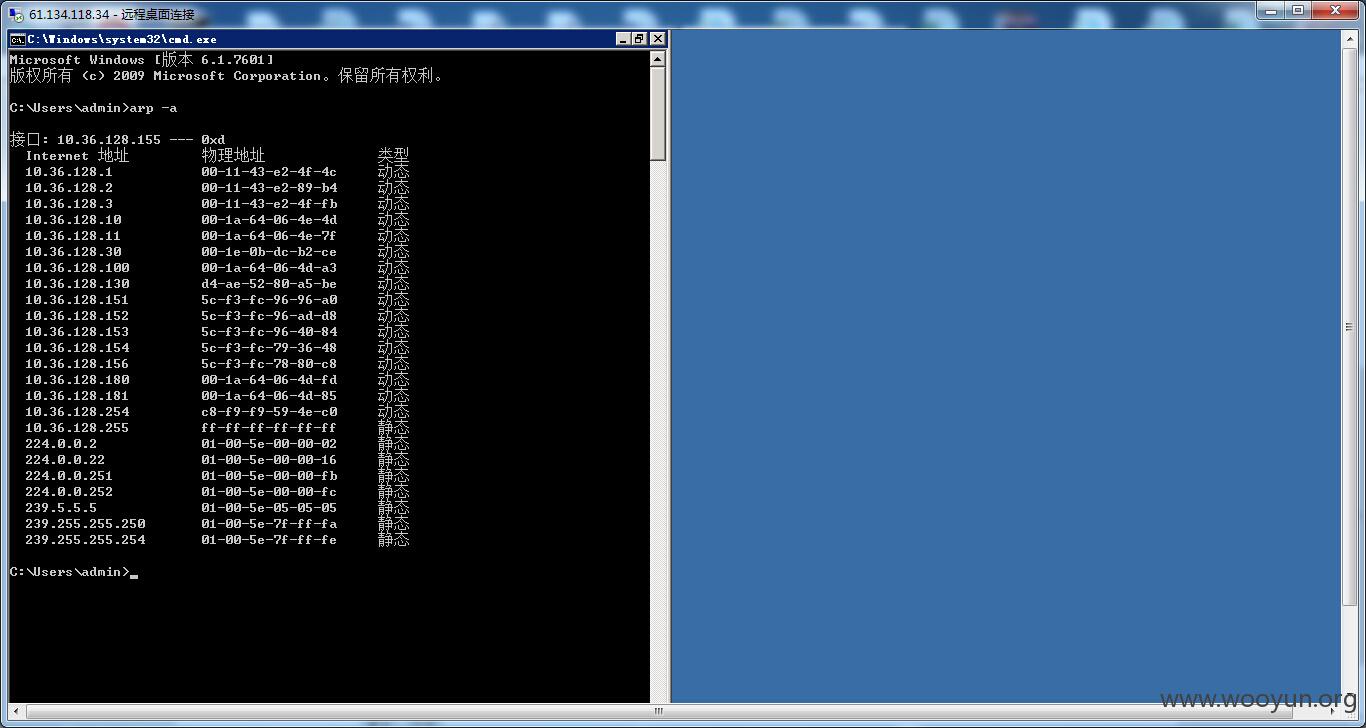 61.134.118.34 - 远程桌面连接
C:\Windows\system32\cmd.exe
Microsoft Windows [版本 6.1.7601]
版权所有 (c) 2009 Microsoft Corporation。保留所有权利。
C:\Users\admin>arp -a
接口: 10.36.128.155 --- 0xd
Internet 地址 物理地址 类型
10.36.128.1 00-11-43-e2-4f-4c 动态
10.36.128.2 00-11-43-e2-89-b4 动态
10.36.128.3 00-11-43-e2-4f-fb 动态
10.36.128.10 00-1a-64-06-4e-4d 动态
10.36.128.11 00-1a-64-06-4e-7f 动态
10.36.128.30 00-1e-0b-dc-b2-ce 动态
10.36.128.100 00-1a-64-06-4d-a3 动态
10.36.128.130 d4-ae-52-80-a5-be 动态
10.36.128.151 5c-f3-fc-96-96-a0 动态
10.36.128.152 5c-f3-fc-96-ad-d8 动态
10.36.128.153 5c-f3-fc-96-40-84 动态
10.36.128.154 5c-f3-fc-79-36-48 动态
10.36.128.156 5c-f3-fc-78-80-c8 动态
10.36.128.180 00-1a-64-06-4d-fd 动态
10.36.128.181 00-1a-64-06-4d-85 动态
10.36.128.254 c8-f9-f9-59-4e-c0 动态
10.36.128.255 ff-ff-ff-ff-ff-ff 静态
224.0.0.2 01-00-5e-00-00-02 静态
224.0.0.22 01-00-5e-00-00-16 静态
224.0.0.251 01-00-5e-00-00-fb 静态
224.0.0.252 01-00-5e-00-00-fc 静态
239.5.5.5 01-00-5e-05-05-05 静态
239.255.255.250 01-00-5e-7f-ff-fa 静态
239.255.255.254 01-00-5e-7f-ff-fe 静态
C:\Users\admin>
www.wooyun.org